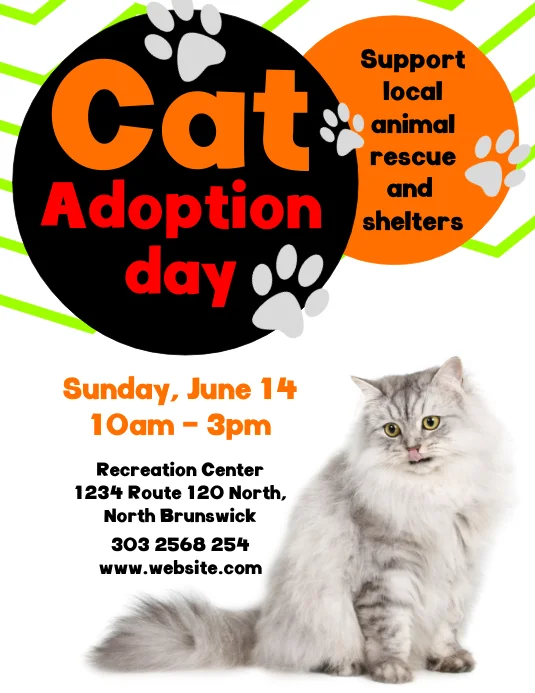 Cat
Adoption
day
Support
local
animal
rescue
and
shelters
Sunday, June 14
10am - 3pm
Recreation Center
1234 Route 120 North,
North Brunswick
303 2568 254
www.website.com